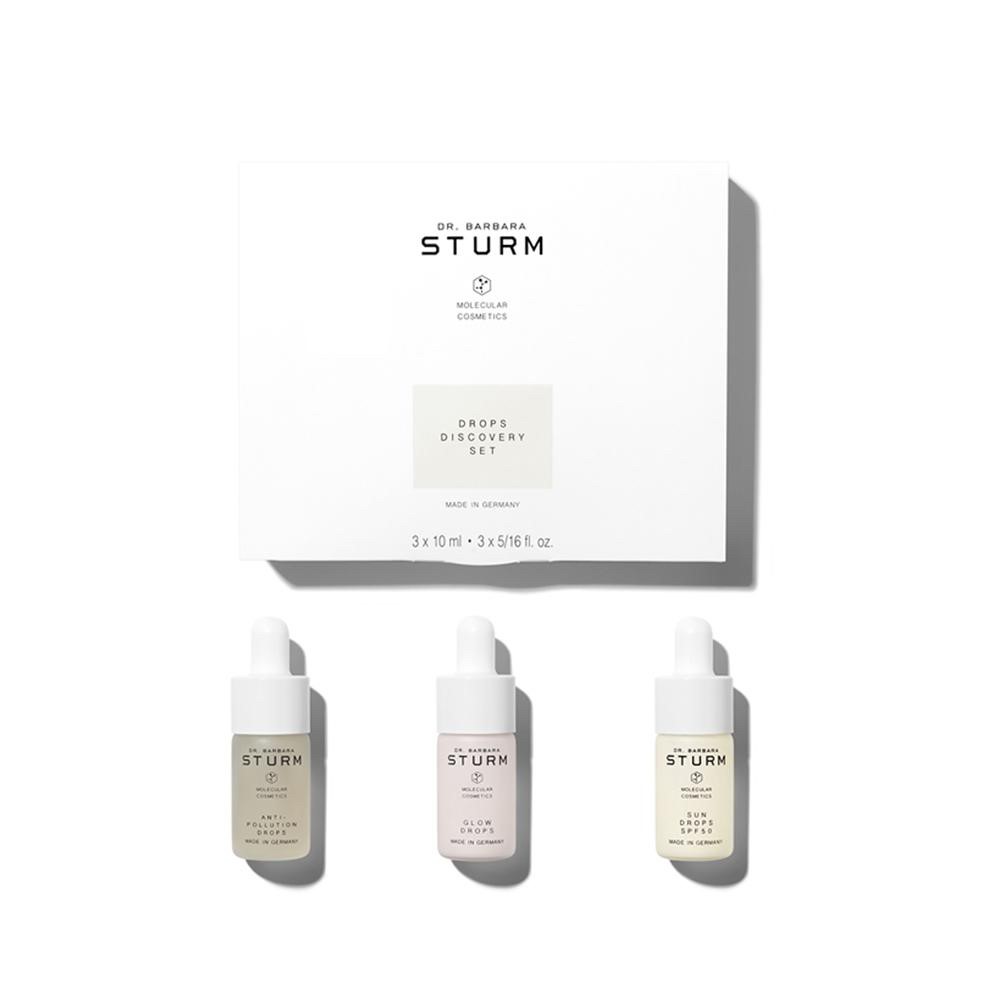 DR. BARBARA
STURM
MOLECULAR
COSMETICS
DROPS
DISCOVERY
SET
MADE IN GERMANY
3 x 10 ml • 3 x 5/16 fl. oz.
DR. BARBARA
STURM
MOLECULAR
COSMETICS
ANTI-
POLLUTION
DROPS
MADE IN GERMANY
DR. BARBARA
STURM
MOLECULAR
COSMETICS
GLOW
DROPS
MADE IN GERMANY
DR. BARBARA
STURM
MOLECULAR
COSMETICS
SUN
DROPS
SPF50
MADE IN GERMANY